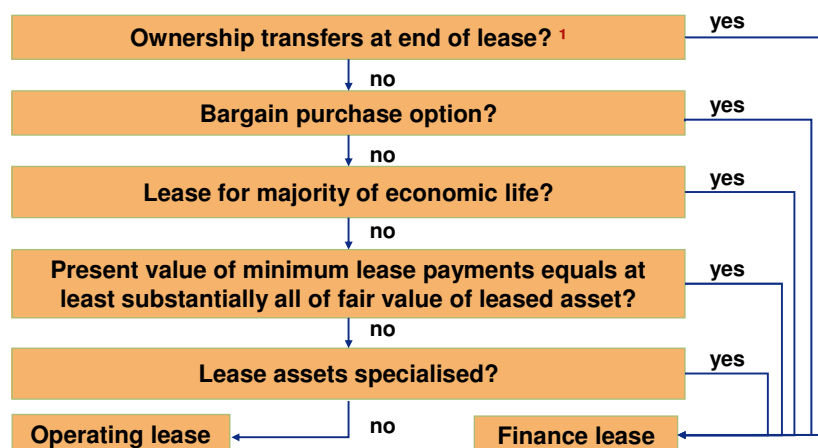 Ownership transfers at end of lease? 1
yes
no
Bargain purchase option?
yes
no
Lease for majority of economic life?
yes
no
Present value of minimum lease payments equals at
least substantially all of fair value of leased asset?
yes
no
Lease assets specialised?
yes
no
Operating lease
Finance lease